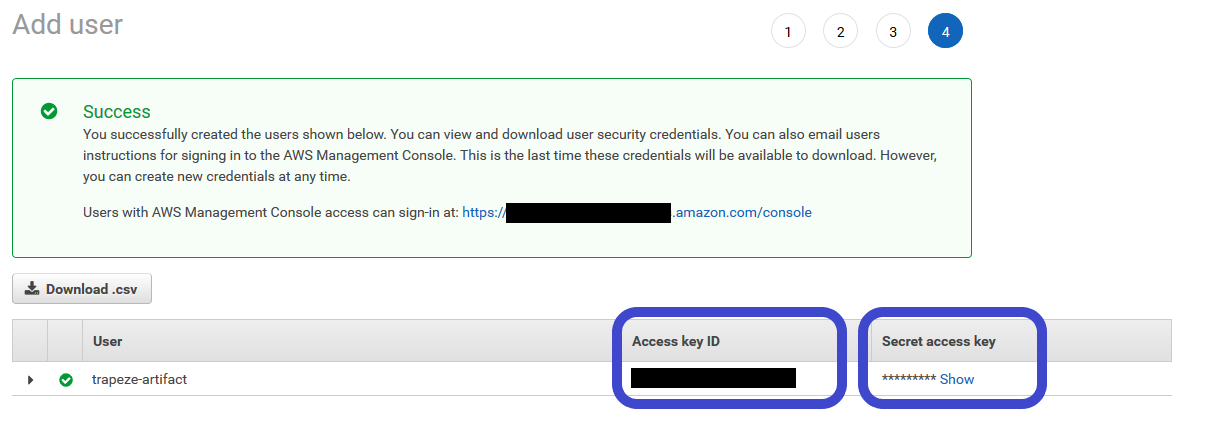 Add user
1 2 3 4
Success
You successfully created the users shown below. You can view and download user security credentials. You can also email users
instructions for signing in to the AWS Management Console. This is the last time these credentials will be available to download. However,
you can create new credentials at any time.
Users with AWS Management Console access can sign-in at: https:// .amazon.com/console
Download .csv
User Access key ID Secret access key
trapeze-artifact ********* Show